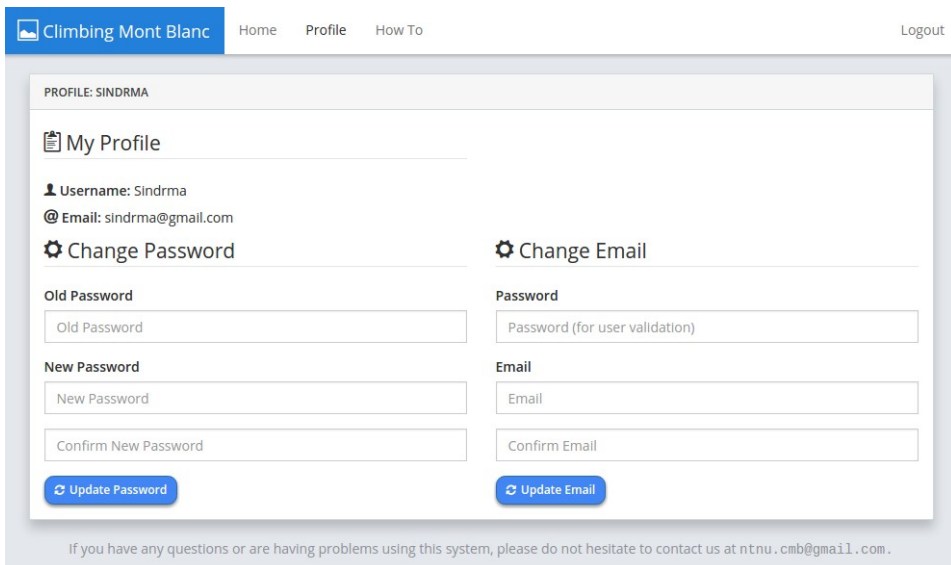 Climbing Mont Blanc Home Profile How To Logout
PROFILE: SINDRMA
My Profile
Username: Sindrma
@ Email: sindrma@gmail.com
Change Password
Old Password
Old Password
New Password
New Password
Confirm New Password
Update Password
Change Email
Password
Password (for user validation)
Email
Email
Confirm Email
Update Email
If you have any questions or are having problems using this system, please do not hesitate to contact us at ntnu.cmb@gmail.com.